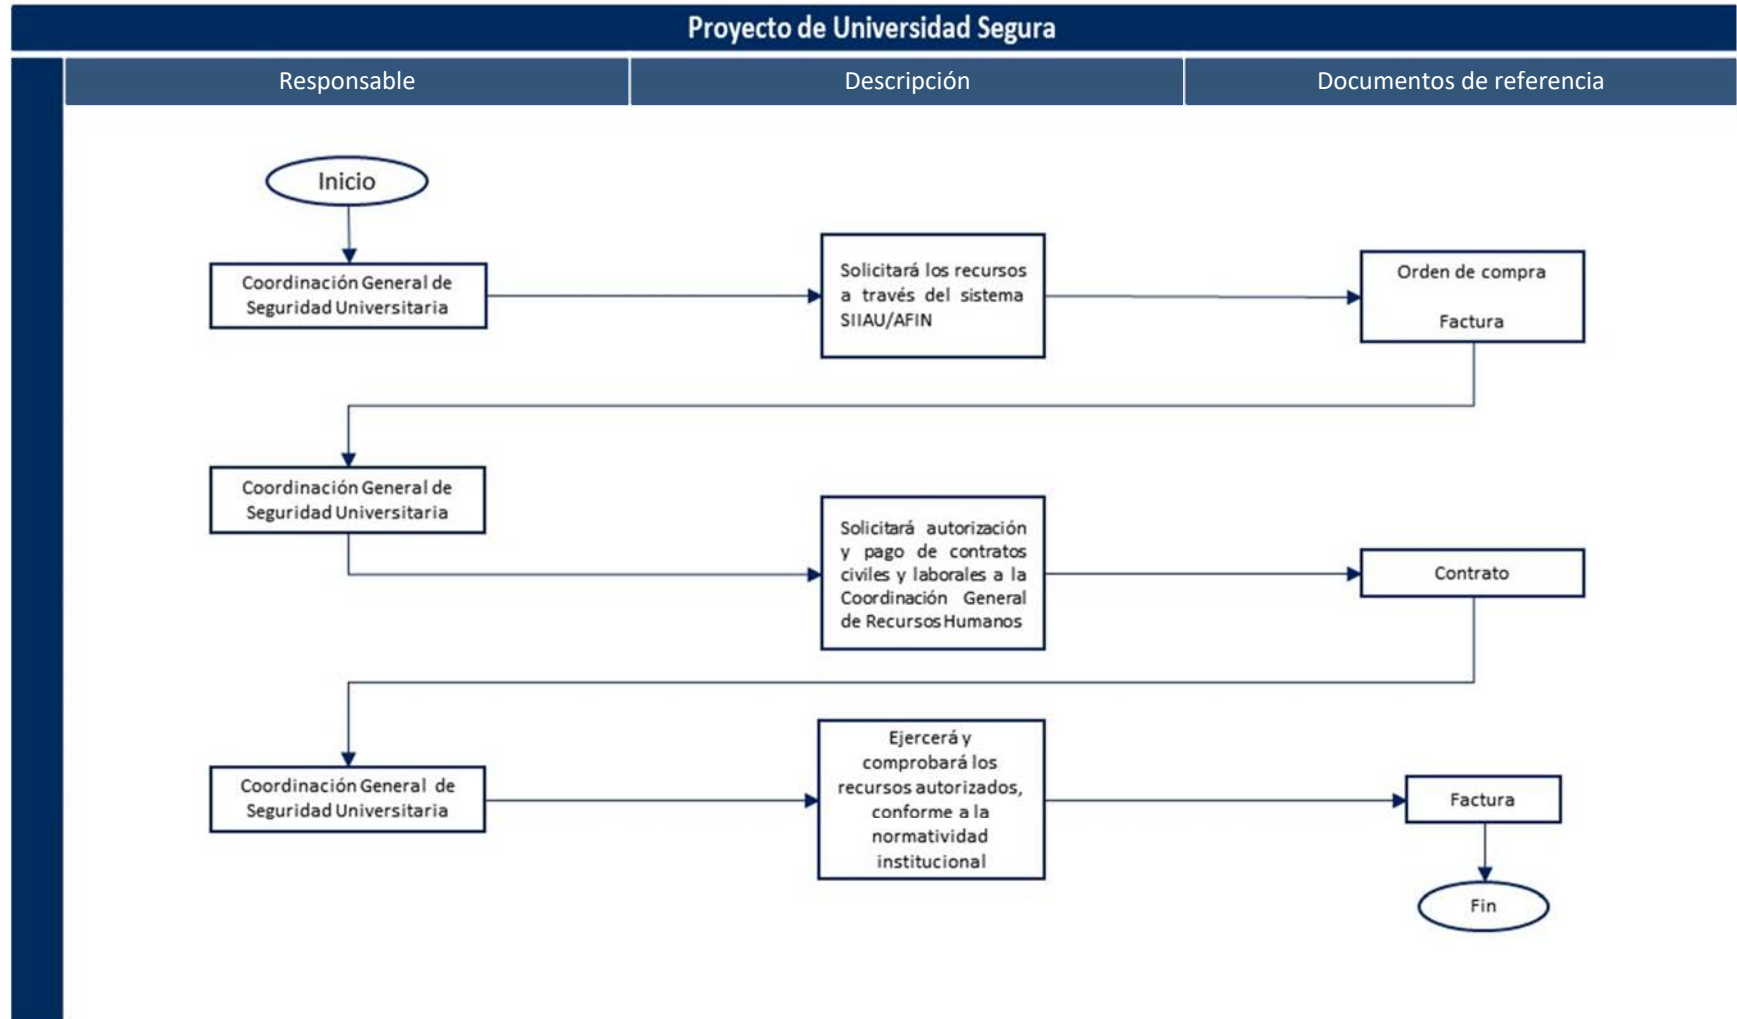 Proyecto de Universidad Segura
Responsable
Descripción
Documentos de referencia
Inicio
Coordinación General de
Seguridad Universitaria
Solicitará los recursos
a través del sistema
SIIAU/AFIN
Orden de compra
Factura
Coordinación General de
Seguridad Universitaria
Solicitará autorización
y pago de contratos
civiles y laborales a la
Coordinación General
de Recursos Humanos
Contrato
Coordinación General de
Seguridad Universitaria
Ejercerá y
comprobará los
recursos autorizados,
conforme a la
normatividad
institucional
Factura
Fin